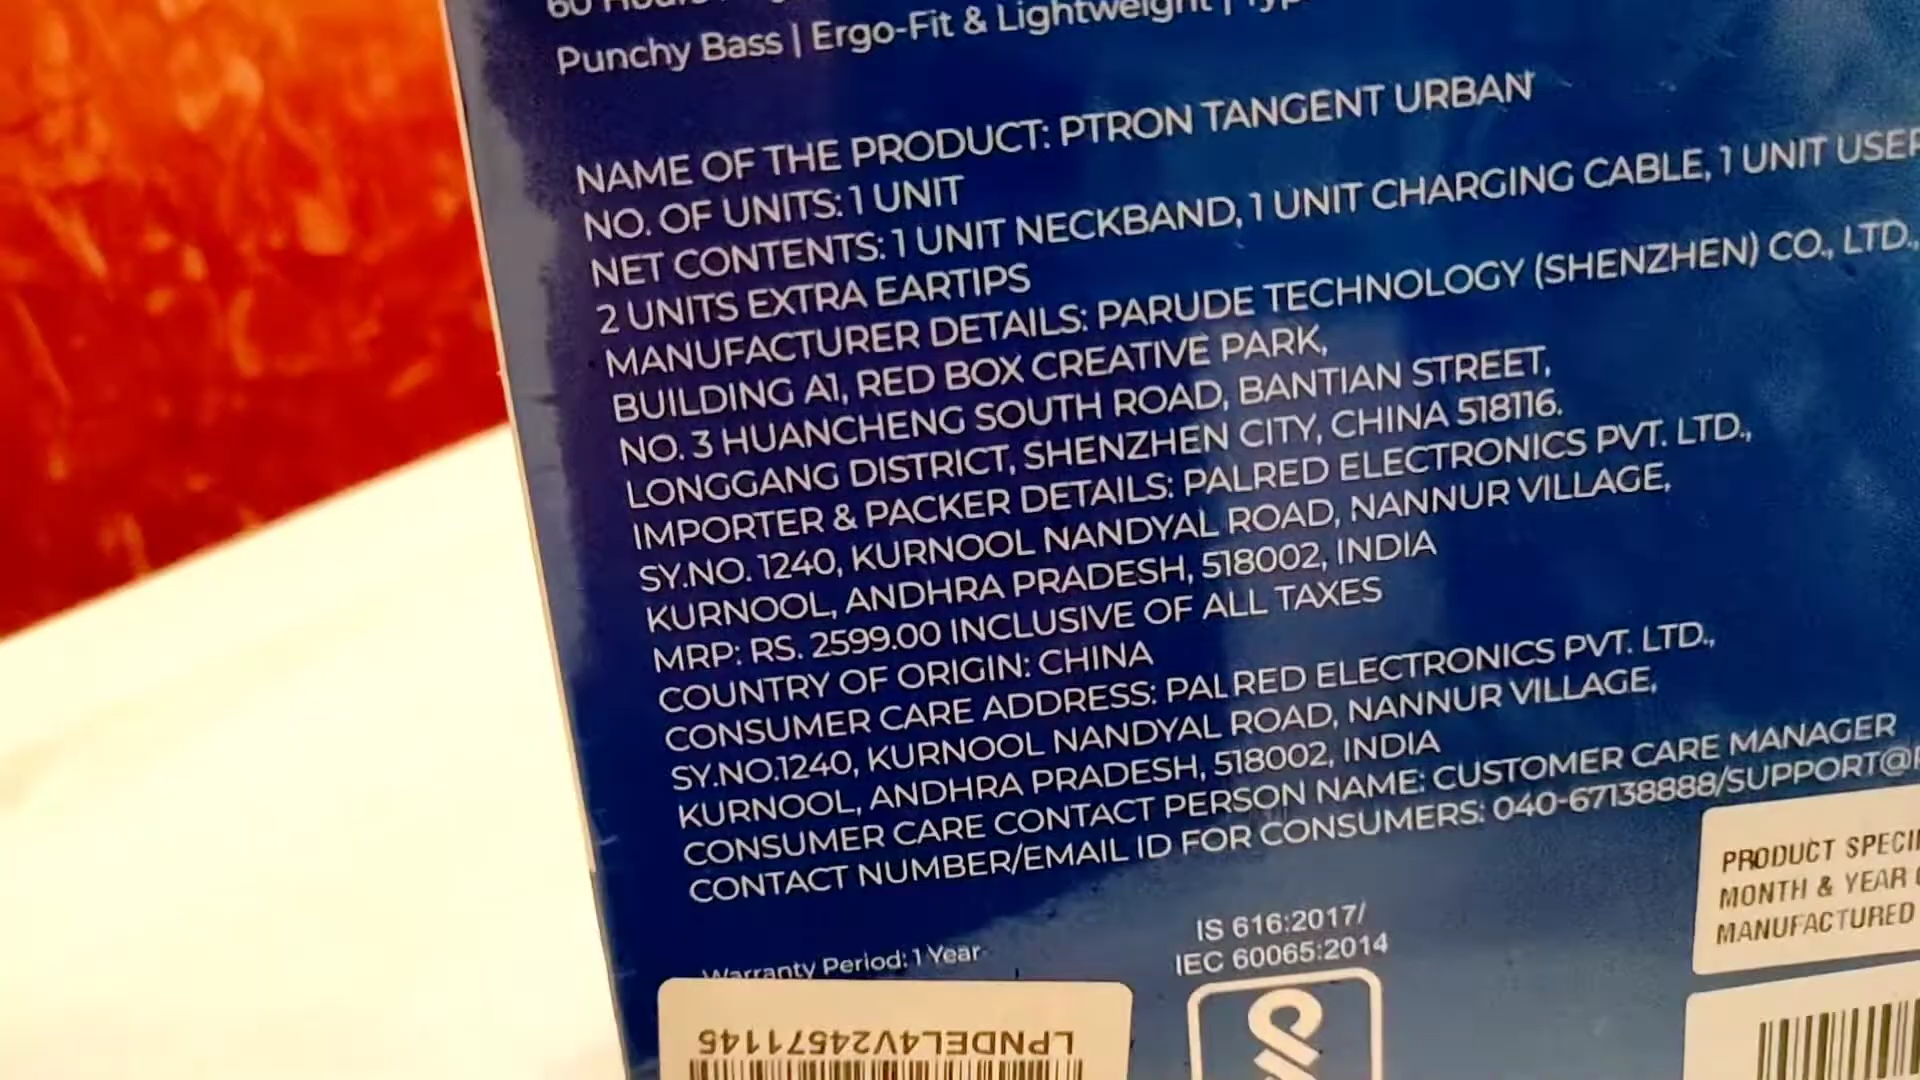 60 Hours
Punchy Bass | Ergo-Fit & Lightweight |
NAME OF THE PRODUCT: PTRON TANGENT URBAN
NO. OF UNITS: 1 UNIT
NET CONTENTS: 1 UNIT NECKBAND, 1 UNIT CHARGING CABLE, 1 UNIT USER
2 UNITS EXTRA EARTIPS
MANUFACTURER DETAILS: PARUDE TECHNOLOGY (SHENZHEN) CO., LTD.,
BUILDING A1, RED BOX CREATIVE PARK,
NO. 3 HUANCHENG SOUTH ROAD, BANTIAN STREET,
LONGGANG DISTRICT, SHENZHEN CITY, CHINA 518116.
IMPORTER & PACKER DETAILS: PALRED ELECTRONICS PVT. LTD.,
SY.NO. 1240, KURNOOL NANDYAL ROAD, NANNUR VILLAGE,
KURNOOL, ANDHRA PRADESH, 518002, INDIA
MRP: RS. 2599.00 INCLUSIVE OF ALL TAXES
COUNTRY OF ORIGIN: CHINA
CONSUMER CARE ADDRESS: PALRED ELECTRONICS PVT. LTD.,
SY.NO.1240, KURNOOL NANDYAL ROAD, NANNUR VILLAGE,
KURNOOL, ANDHRA PRADESH, 518002, INDIA
CONSUMER CARE CONTACT PERSON NAME: CUSTOMER CARE MANAGER
CONTACT NUMBER/EMAIL ID FOR CONSUMERS: 040-67138888/SUPPORT@
Warranty Period: 1 Year
IS 616:2017/
IEC 60065:2014
PRODUCT
MONTH & YEAR
MANUFACTURED
LPNDEL4V24571145